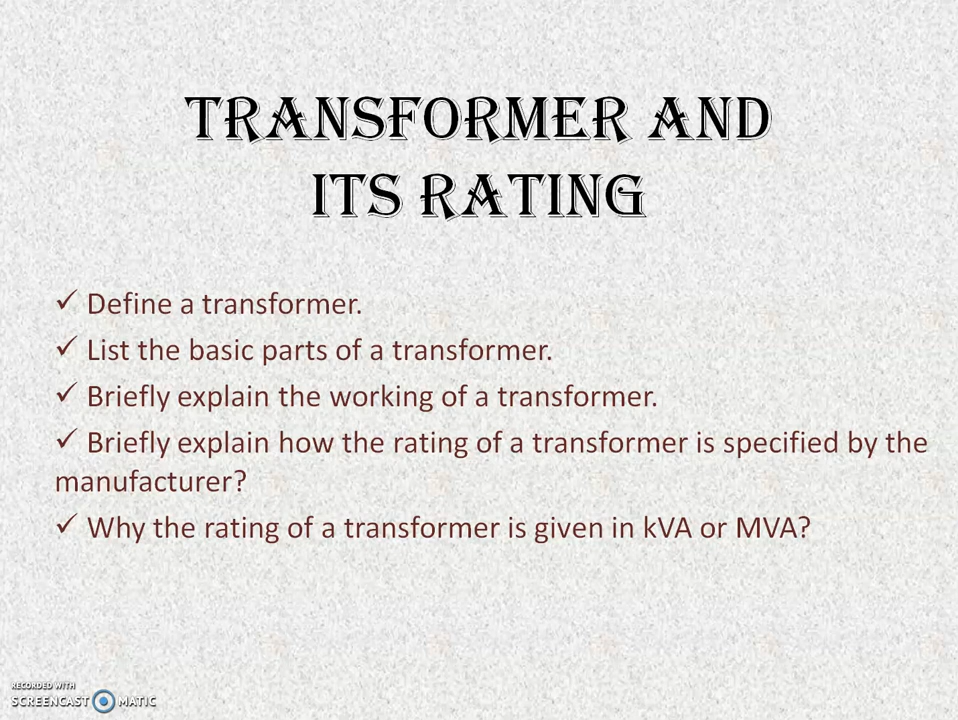 TRANSFORMER AND
ITS RATING
✓ Define a transformer.
✓ List the basic parts of a transformer.
✓ Briefly explain the working of a transformer.
✓ Briefly explain how the rating of a transformer is specified by the
manufacturer?
✓ Why the rating of a transformer is given in kVA or MVA?
RECORDED WITH
SCREENCAST MATIC